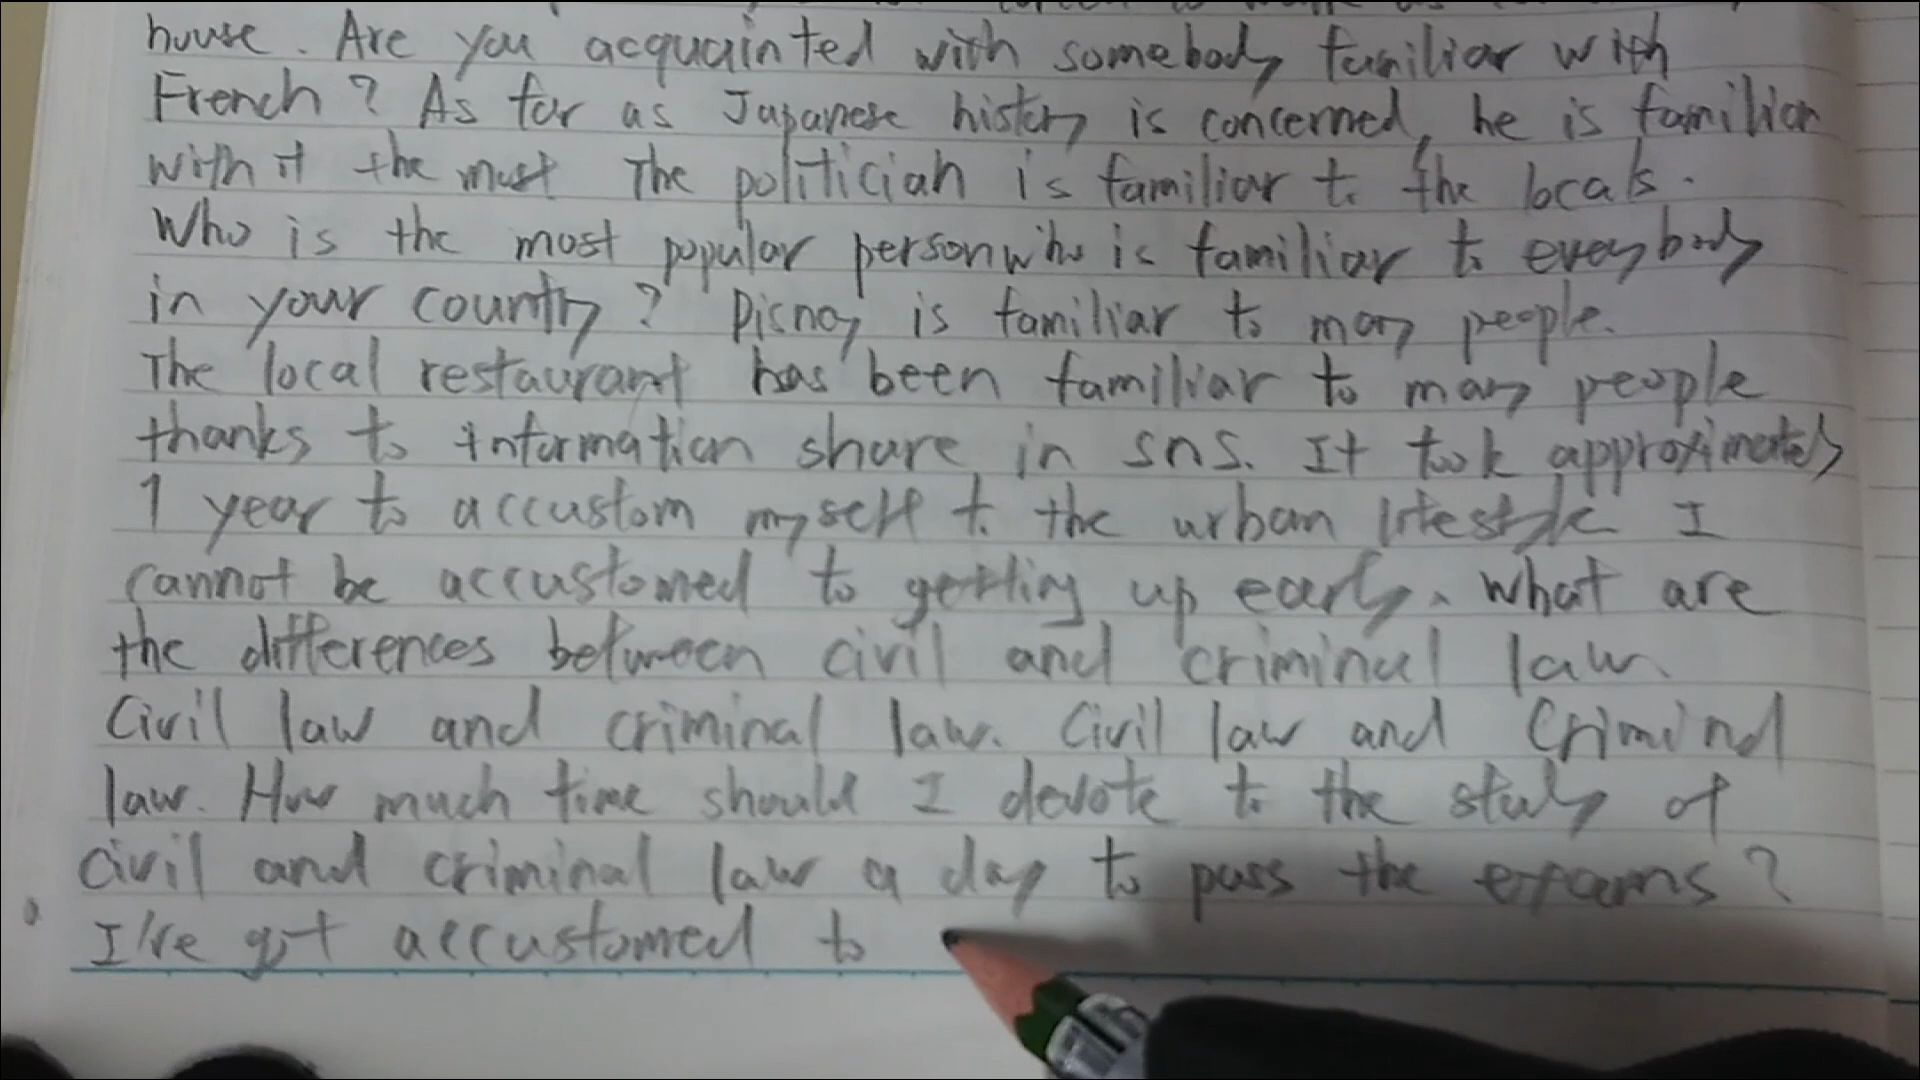 house. Are you acquainted with somebody familiar with
French? As far as Japanese history is concerned, he is familiar
with it the most The politician is familiar to the locals.
Who is the most popular person who is familiar to everybody
in your country? Disney is familiar to many people.
The local restaurant has been familiar to many people
thanks to information share in sns. It took approximately
1 year to accustom myself to the urban lifestyle I
cannot be accustomed to getting up early. What are
the differences between civil and criminal law.
Civil law and criminal law. Civil law and Criminal
law. How much time should I devote to the study of
civil and criminal law a day to pass the exams?
I've got accustomed to